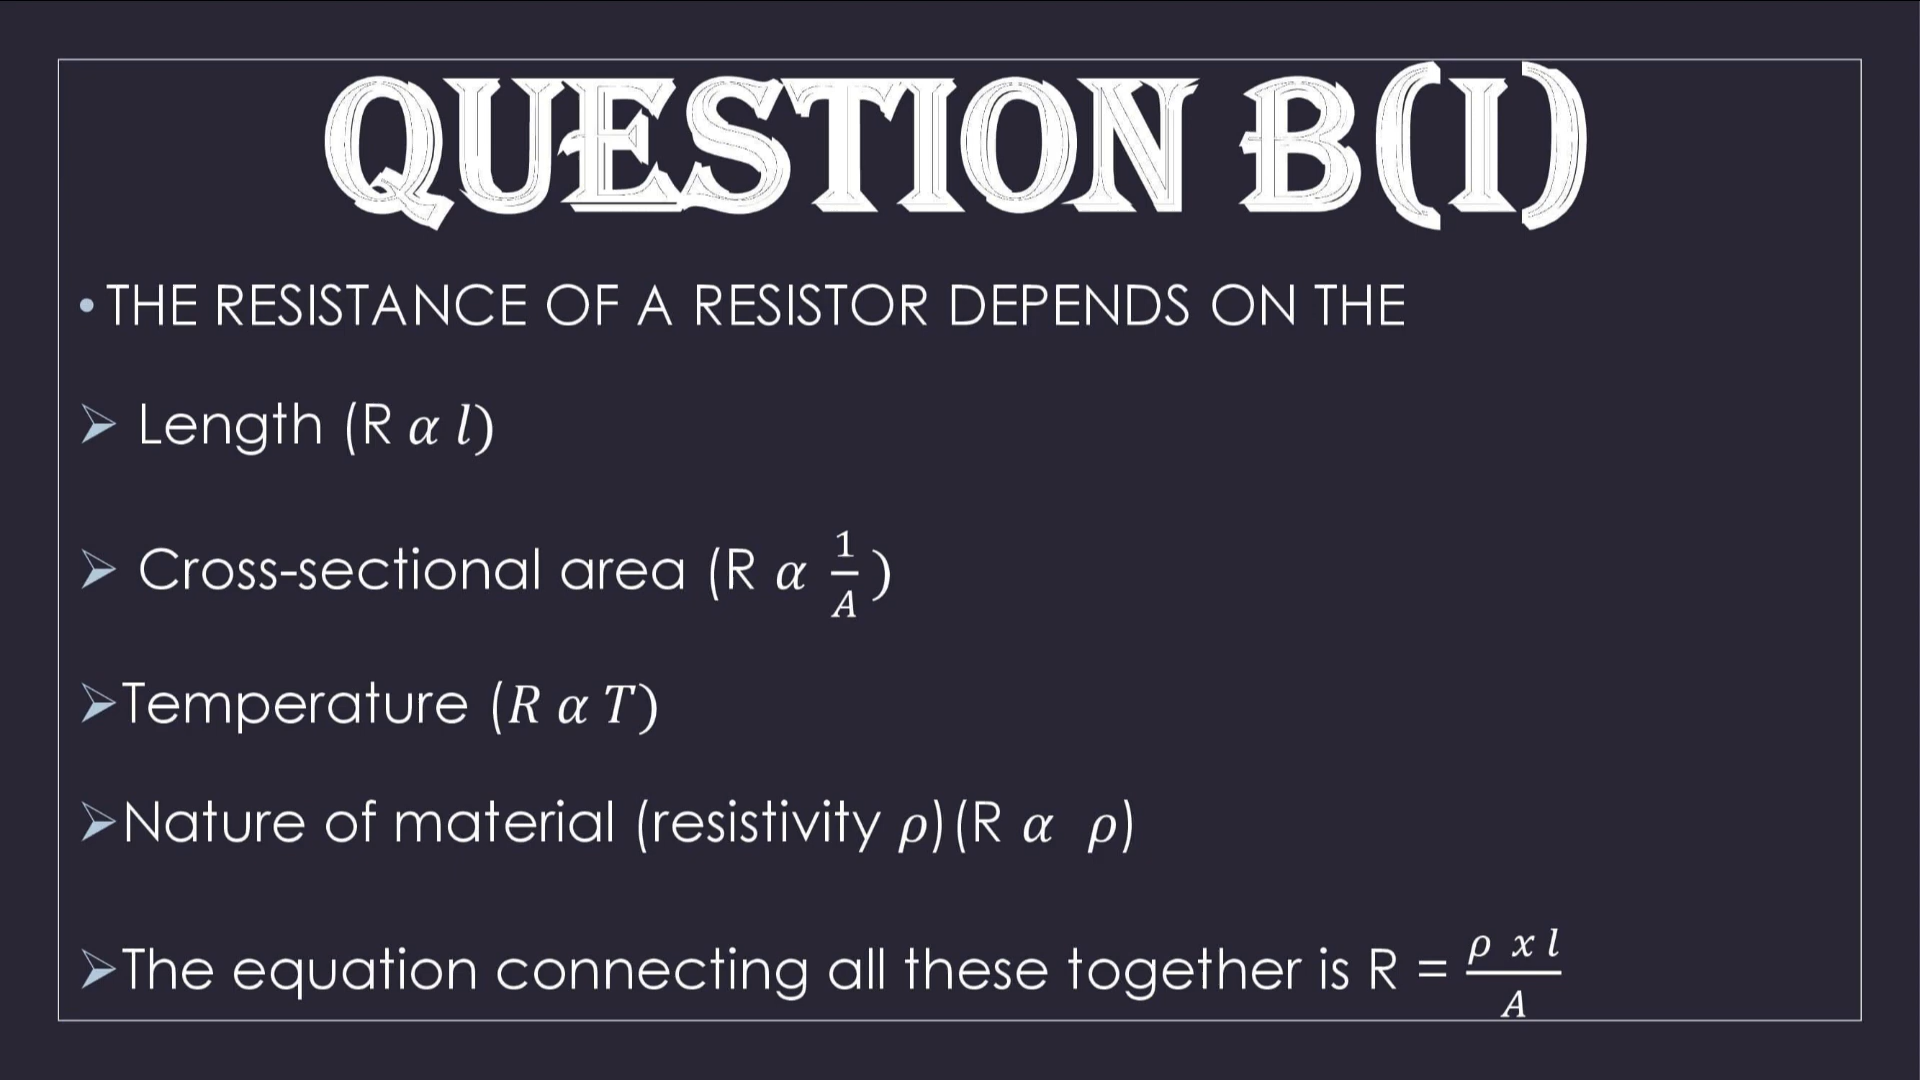 QUESTION B(I)
• THE RESISTANCE OF A RESISTOR DEPENDS ON THE
➢ Length (R α l)
➢ Cross-sectional area (R α 1/A )
➢Temperature (R α T)
➢Nature of material (resistivity ρ)(R α ρ)
➢The equation connecting all these together is R = ρ x l/A